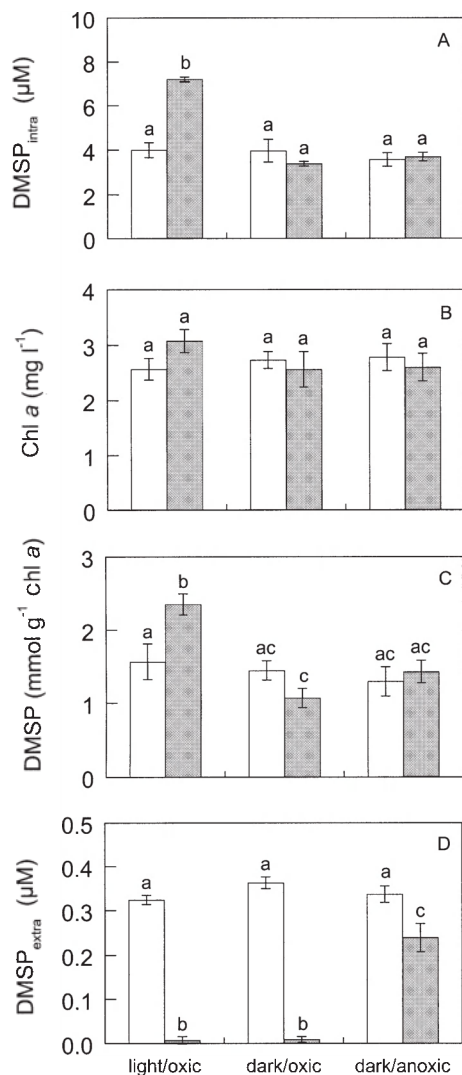 A
DMSPintra (µM)
10
8
6
4
2
0
a b a a a a
B
Chl a (mg l-1)
4
3
2
1
0
a a a a a a
C
DMSP (mmol g-1 chl a)
3
2
1
0
a b ac c ac ac
D
DMSPextra (µM)
0.5
0.4
0.3
0.2
0.1
0.0
a b a b a c
light/oxic dark/oxic dark/anoxic